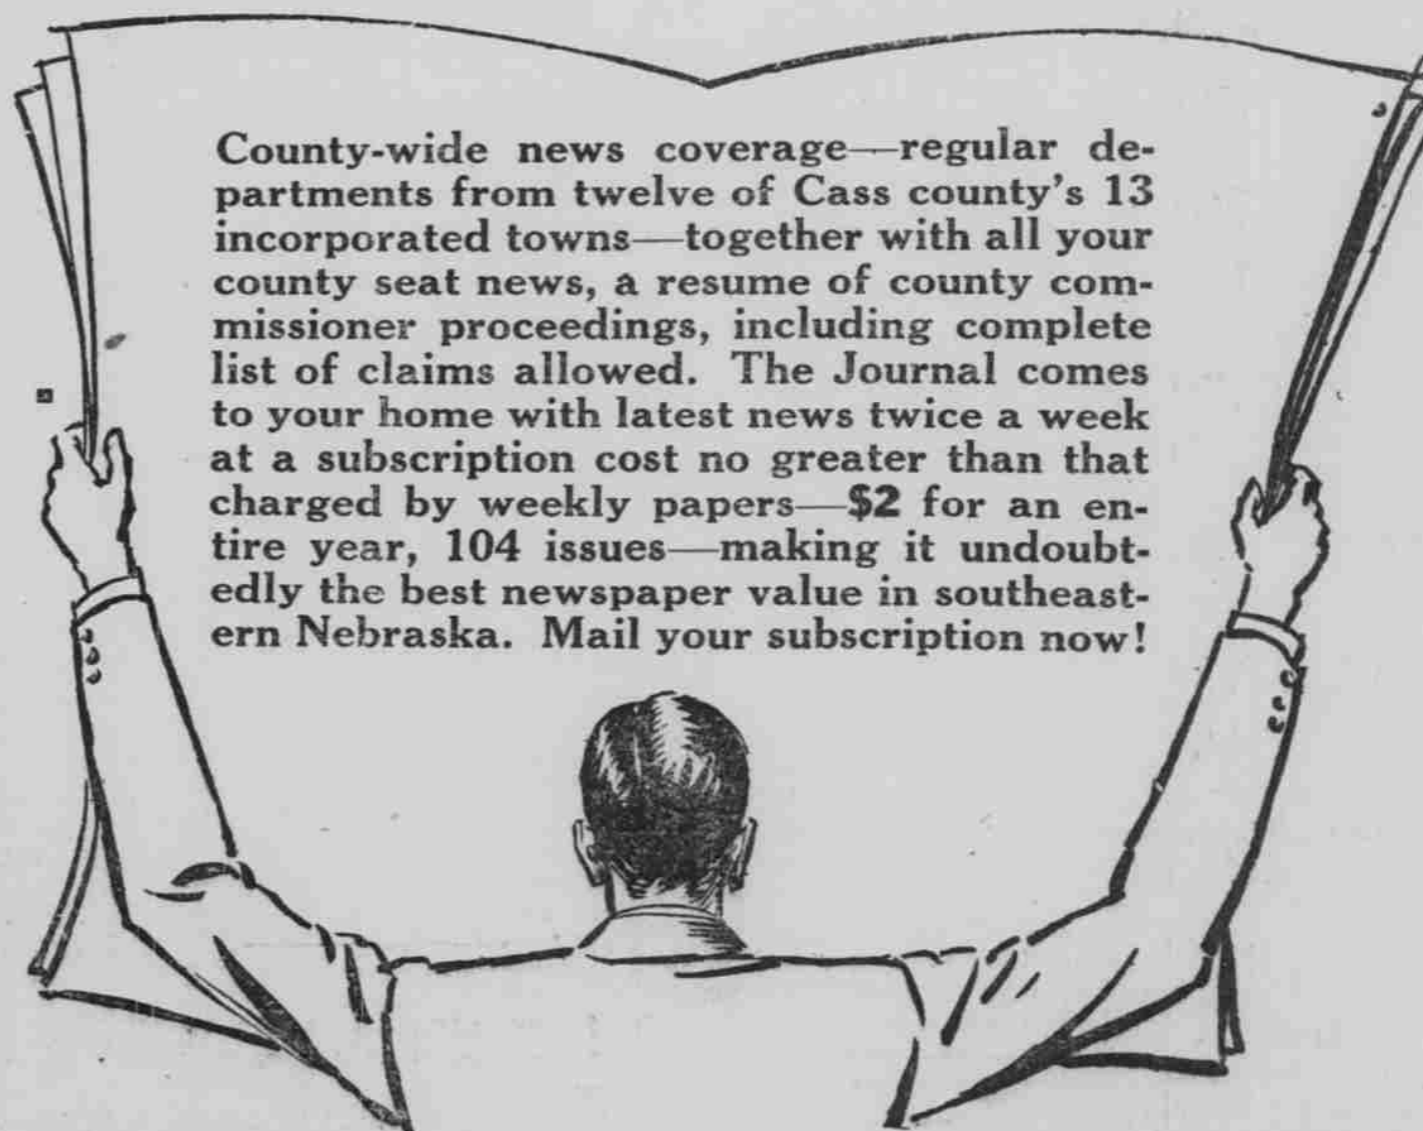 County-wide news coverage—regular de-
partments from twelve of Cass county's 13
incorporated towns—together with all your
county seat news, a resume of county com-
missioner proceedings, including complete
list of claims allowed. The Journal comes
to your home with latest news twice a week
at a subscription cost no greater than that
charged by weekly papers—$2 for an en-
tire year, 104 issues—making it undoubt-
edly the best newspaper value in southeast-
ern Nebraska. Mail your subscription now!